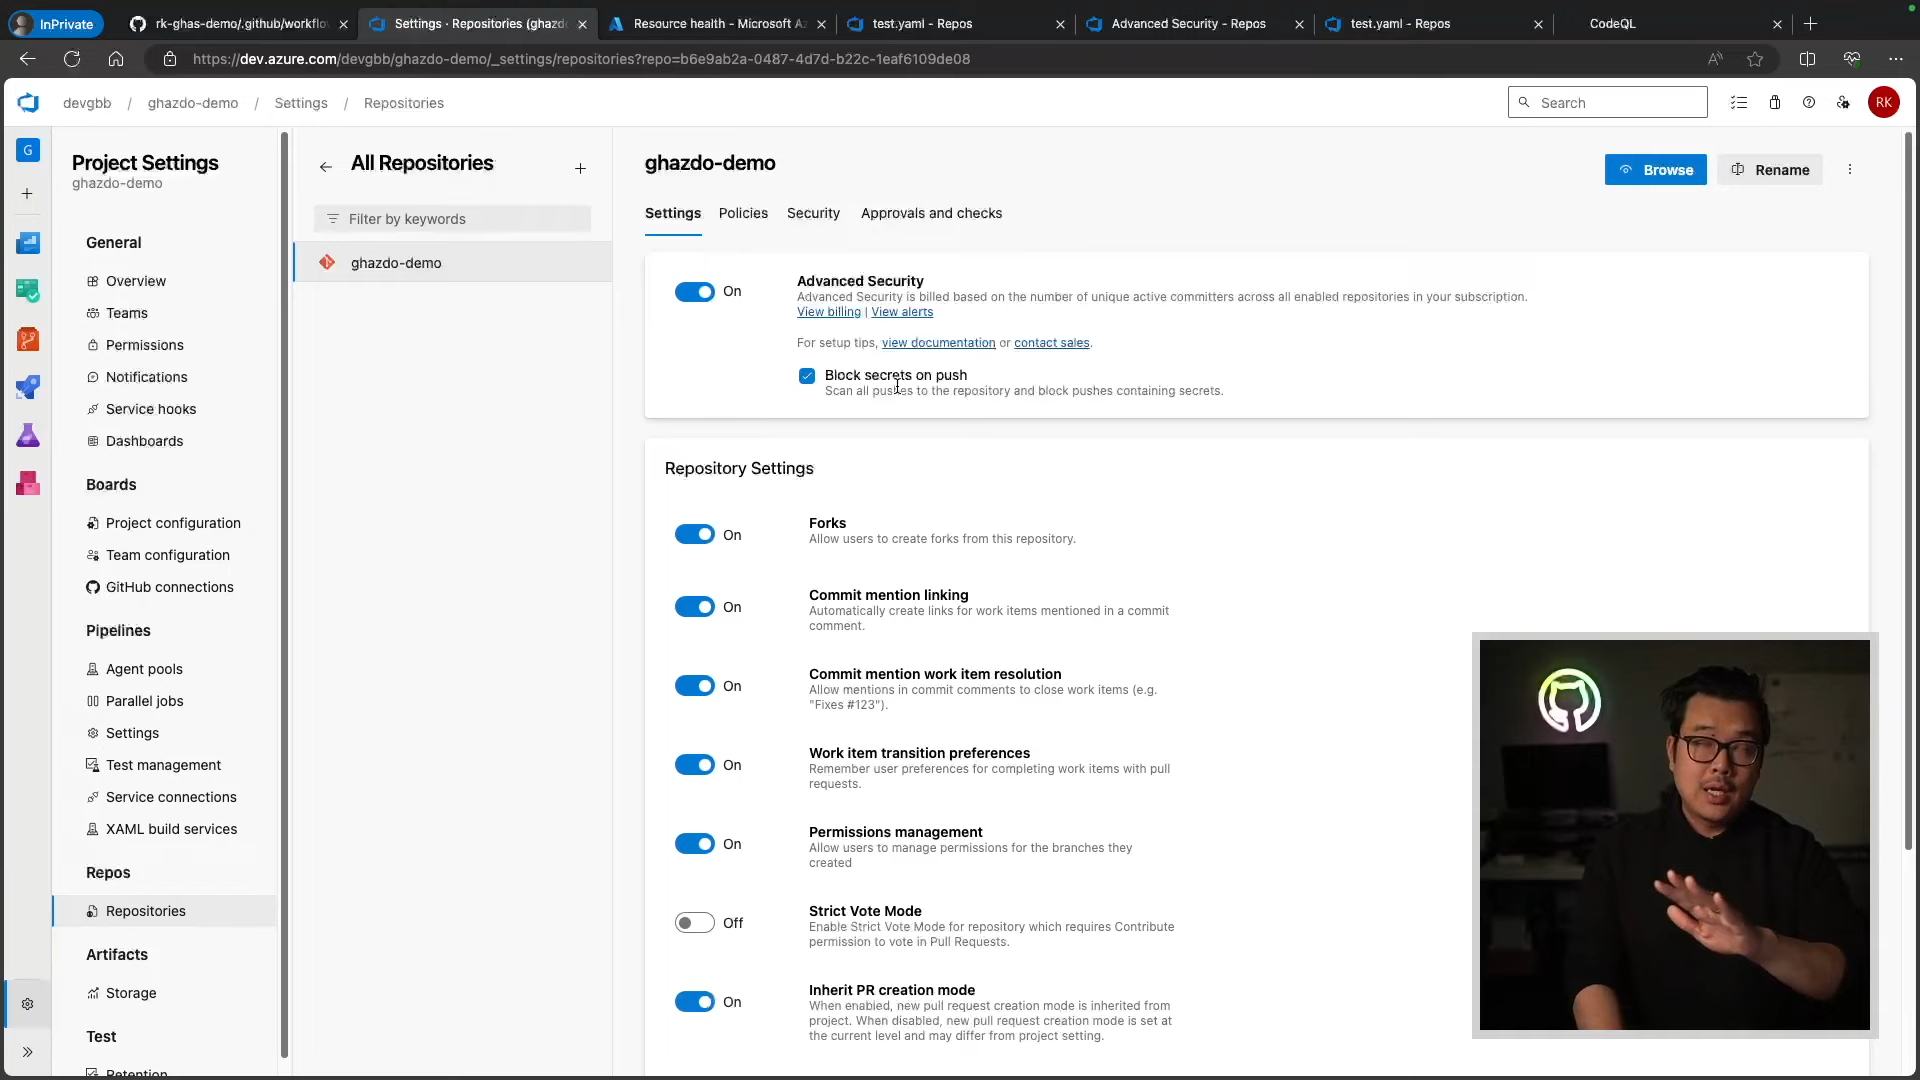 InPrivate
rk-ghas-demo/.github/workflo
Settings · Repositories (ghazdo
Resource health - Microsoft Az
test.yaml - Repos
Advanced Security - Repos
test.yaml - Repos
CodeQL
https://dev.azure.com/devgbb/ghazdo-demo/_settings/repositories?repo=b6e9ab2a-0487-4d7d-b22c-1eaf6109de08
devgbb / ghazdo-demo / Settings / Repositories
Search
RK
G
Project Settings
ghazdo-demo
General
Overview
Teams
Permissions
Notifications
Service hooks
Dashboards
Boards
Project configuration
Team configuration
GitHub connections
Pipelines
Agent pools
Parallel jobs
Settings
Test management
Service connections
XAML build services
Repos
Repositories
Artifacts
Storage
Test
Retention
All Repositories
Filter by keywords
ghazdo-demo
ghazdo-demo
Browse
Rename
Settings
Policies
Security
Approvals and checks
On
Advanced Security
Advanced Security is billed based on the number of unique active committers across all enabled repositories in your subscription.
View billing | View alerts
For setup tips, view documentation or contact sales.
Block secrets on push
Scan all pushes to the repository and block pushes containing secrets.
Repository Settings
On
Forks
Allow users to create forks from this repository.
On
Commit mention linking
Automatically create links for work items mentioned in a commit
comment.
On
Commit mention work item resolution
Allow mentions in commit comments to close work items (e.g.
"Fixes #123").
On
Work item transition preferences
Remember user preferences for completing work items with pull
requests.
On
Permissions management
Allow users to manage permissions for the branches they
created
Off
Strict Vote Mode
Enable Strict Vote Mode for repository which requires Contribute
permission to vote in Pull Requests.
On
Inherit PR creation mode
When enabled, new pull request creation mode is inherited from
project. When disabled, new pull request creation mode is set at
the current level and may differ from project setting.